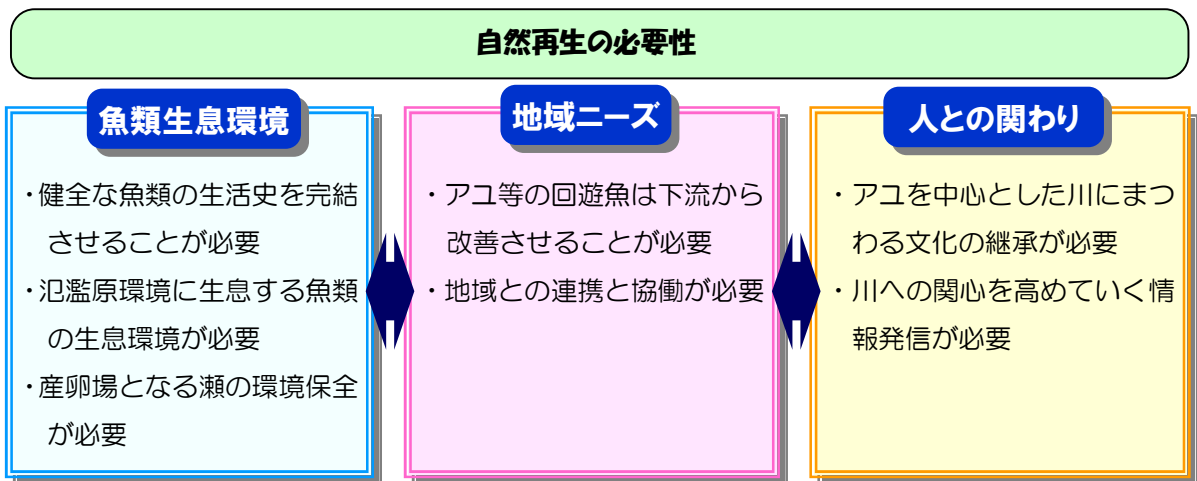 自然再生の必要性
魚類生息環境
・健全な魚類の生活史を完結
させることが必要
・氾濫原環境に生息する魚類
の生息環境が必要
・産卵場となる瀬の環境保全
が必要
地域ニーズ
・アユ等の回遊魚は下流から
改善させることが必要
・地域との連携と協働が必要
人との関わり
・アユを中心とした川にまつ
わる文化の継承が必要
・川への関心を高めていく情
報発信が必要